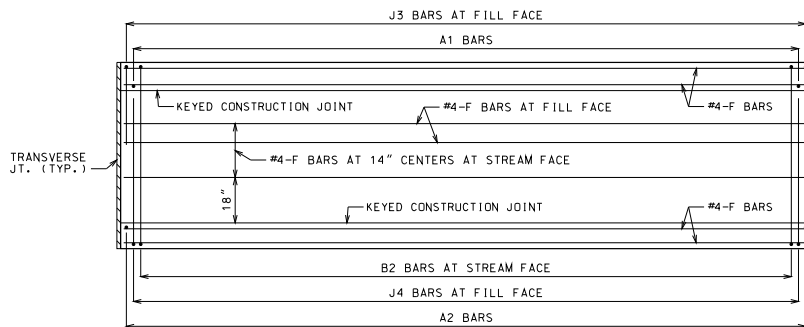 J3 BARS AT FILL FACE
A1 BARS
KEYED CONSTRUCTION JOINT
#4-F BARS AT FILL FACE
#4-F BARS
TRANSVERSE
JT. (TYP.)
#4-F BARS AT 14" CENTERS AT STREAM FACE
18"
KEYED CONSTRUCTION JOINT
#4-F BARS
B2 BARS AT STREAM FACE
J4 BARS AT FILL FACE
A2 BARS